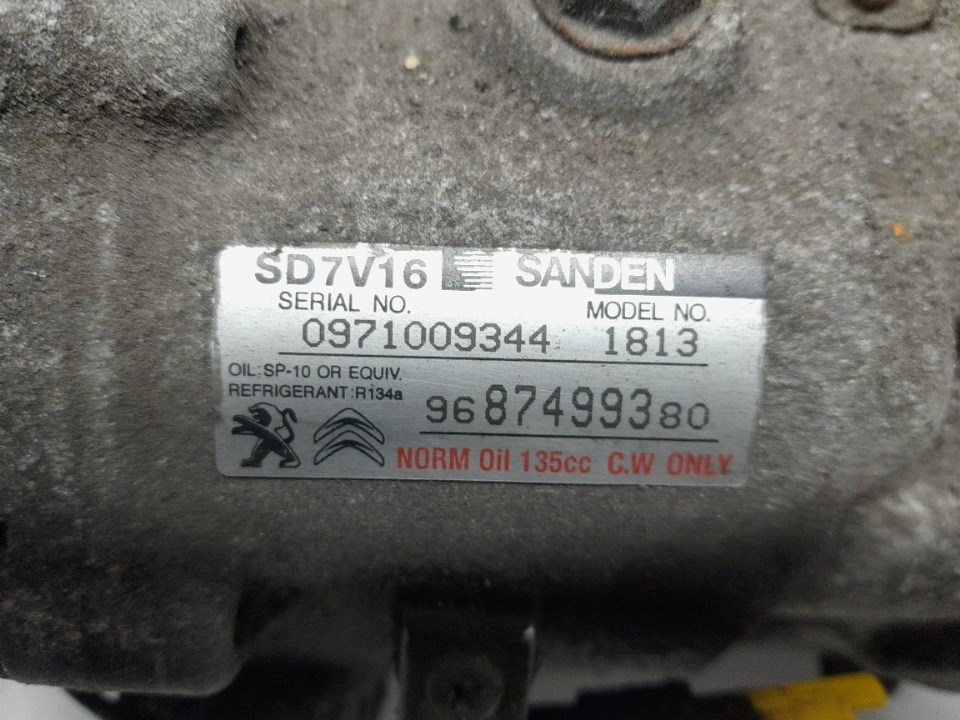 SD7V16 SANDEN
SERIAL NO. MODEL NO.
0971009344 1813
OIL:SP-10 OR EQUIV.
REFRIGERANT:R134a
9687499380
NORM Oil 135cc C.W ONLY